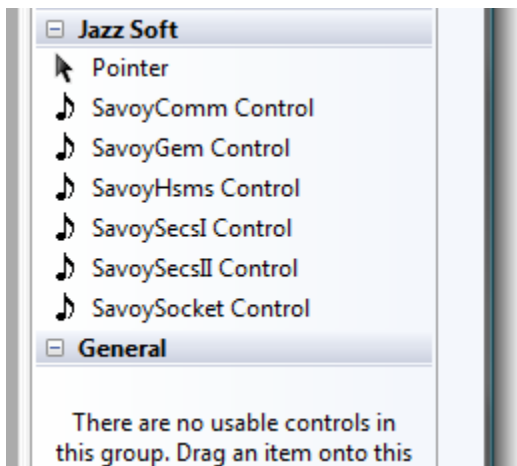 Jazz Soft
Pointer
SavoyComm Control
SavoyGem Control
SavoyHsms Control
SavoySecsI Control
SavoySecsII Control
SavoySocket Control
General
There are no usable controls in
this group. Drag an item onto this